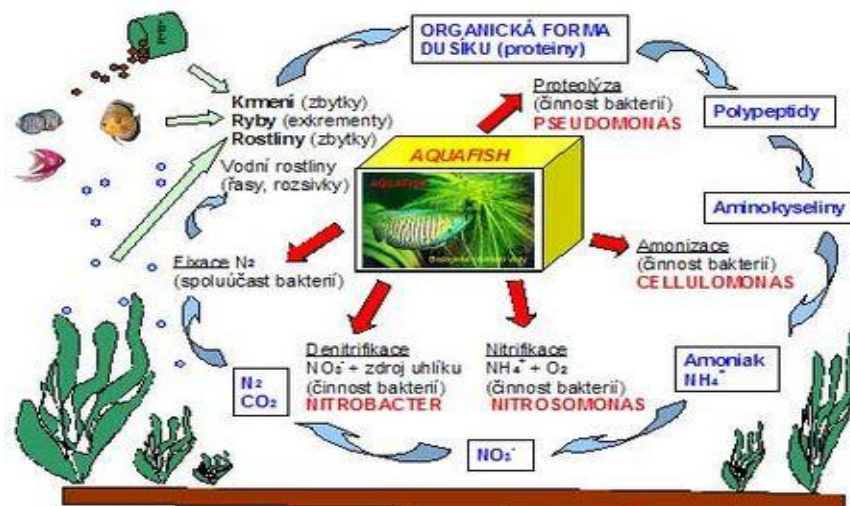 ORGANICKÁ FORMA
DUSÍKU (proteiny)
Krmení (zbytky)
Ryby (exkrementy)
Rostliny (zbytky)
Vodní rostliny
(řasy, rozsivky)
Proteolýza
(činnost bakterií)
PSEUDOMONAS
Polypeptidy
AQUAFISH
AQUAFISH
Aminokyseliny
Fixace N₂
(spoluúčast bakterií)
Amonizace
(činnost bakterií)
CELLULOMONAS
Denitrifikace
NO₃⁻ + zdroj uhlíku
(činnost bakterií)
NITROBACTER
Nitrifikace
NH₄⁺ + O₂
(činnost bakterií)
NITROSOMONAS
Amoniak
NH₄⁺
N₂
CO₂
NO₃⁻